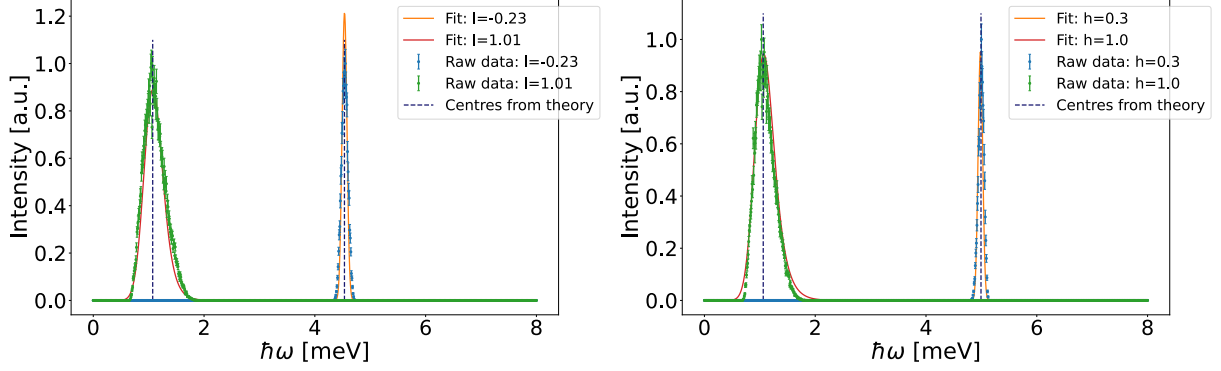 1.2
1.0
0.8
0.6
0.4
0.2
0.0
Intensity [a.u.]
0
2
4
6
8
ℏω [meV]
Fit: l=-0.23
Fit: l=1.01
Raw data: l=-0.23
Raw data: l=1.01
Centres from theory
1.0
0.8
0.6
0.4
0.2
0.0
Intensity [a.u.]
0
2
4
6
8
ℏω [meV]
Fit: h=0.3
Fit: h=1.0
Raw data: h=0.3
Raw data: h=1.0
Centres from theory